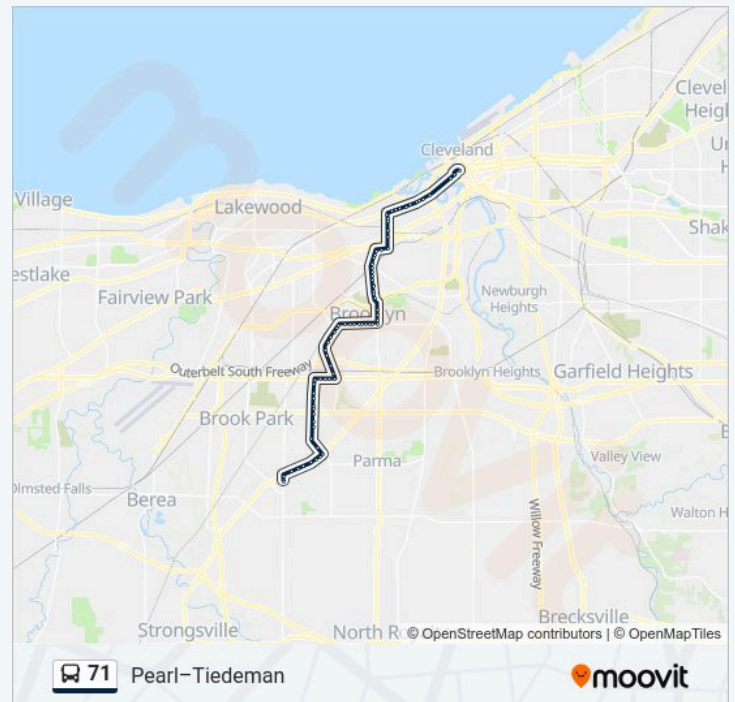 Cleveland
Clevel
Heigh
Village
Lakewood
Shak
estlake
Fairview Park
Newburgh
Heights
Brooklyn
Outerbelt South Freeway
Brooklyn Heights
Garfield Heights
Brook Park
Parma
Valley View
Olmsted Falls
Berea
Willow Freeway
Walton H
Brecksville
Strongsville
North Ro
© OpenStreetMap contributors | © OpenMapTiles
71 Pearl–Tiedeman
moovit